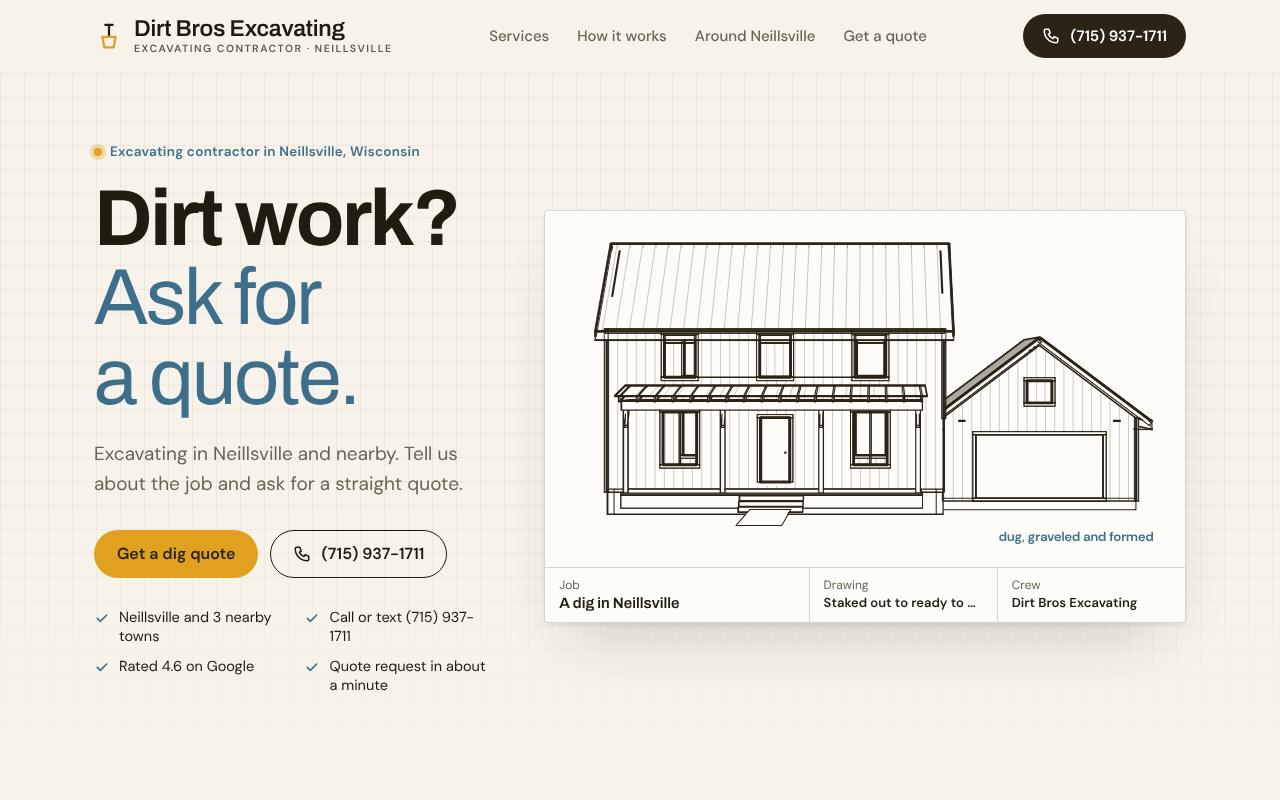 Dirt Bros Excavating
EXCAVATING CONTRACTOR · NEILLSVILLE
Services
How it works
Around Neillsville
Get a quote
(715) 937-1711
Excavating contractor in Neillsville, Wisconsin
Dirt work?
Ask for
a quote.
Excavating in Neillsville and nearby. Tell us
about the job and ask for a straight quote.
Get a dig quote
(715) 937-1711
Neillsville and 3 nearby
towns
Call or text (715) 937-
1711
Rated 4.6 on Google
Quote request in about
a minute
dug, graveled and formed
Job
A dig in Neillsville
Drawing
Staked out to ready to ...
Crew
Dirt Bros Excavating